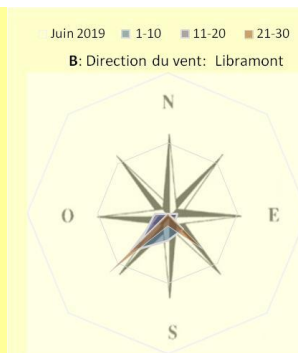 Juin 2019 1-10 11-20 21-30
B: Direction du vent: Libramont
N
O E
S